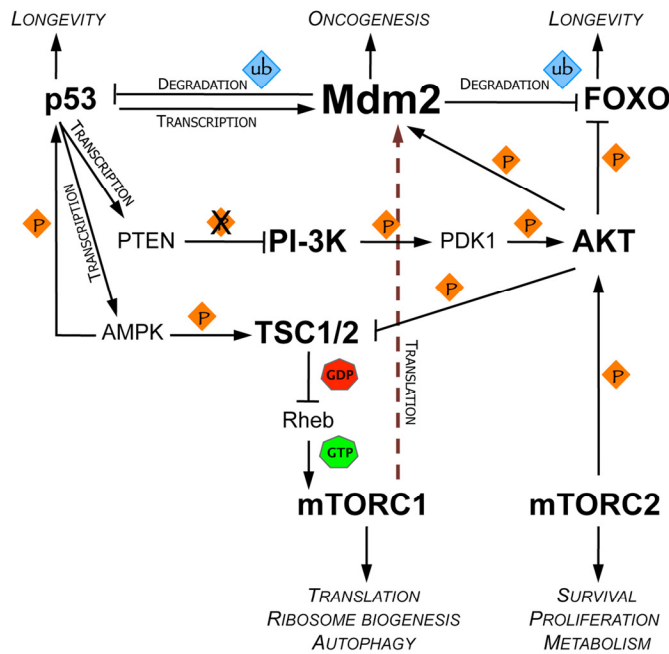 LONGEVITY
ONCOGENESIS
LONGEVITY
ub
ub
DEGRADATION
DEGRADATION
p53
Mdm2
FOXO
TRANSCRIPTION
TRANSCRIPTION
TRANSCRIPTION
P
P
P
P
P
P
PTEN
PI-3K
PDK1
AKT
P
AMPK
P
TSC1/2
TRANSLATION
GDP
P
Rheb
GTP
mTORC1
mTORC2
TRANSLATION
RIBOSOME BIOGENESIS
AUTOPHAGY
SURVIVAL
PROLIFERATION
METABOLISM